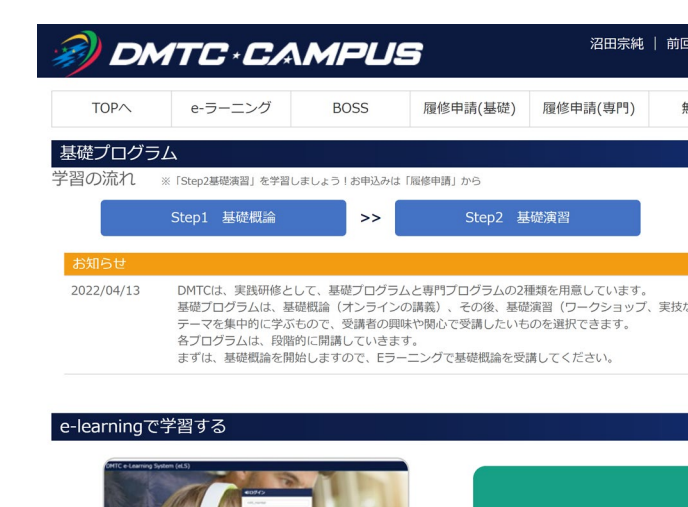 DMTC・CAMPUS
沼田宗純 | 前回
TOPへ e-ラーニング BOSS 履修申請(基礎) 履修申請(専門)
基礎プログラム
学習の流れ ※「Step2基礎演習」を学習しましょう！お申込みは「履修申請」から
Step1 基礎概論 >> Step2 基礎演習
お知らせ
2022/04/13 DMTCは、実践研修として、基礎プログラムと専門プログラムの2種類を用意しています。
基礎プログラムは、基礎概論（オンラインの講義）、その後、基礎演習（ワークショップ、実技な
テーマを集中的に学ぶもので、受講者の興味や関心で受講したいものを選択できます。
各プログラムは、段階的に開講していきます。
まずは、基礎概論を開始しますので、Eラーニングで基礎概論を受講してください。
e-learningで学習する
DMTC e-Learning System (eLS)
ログイン